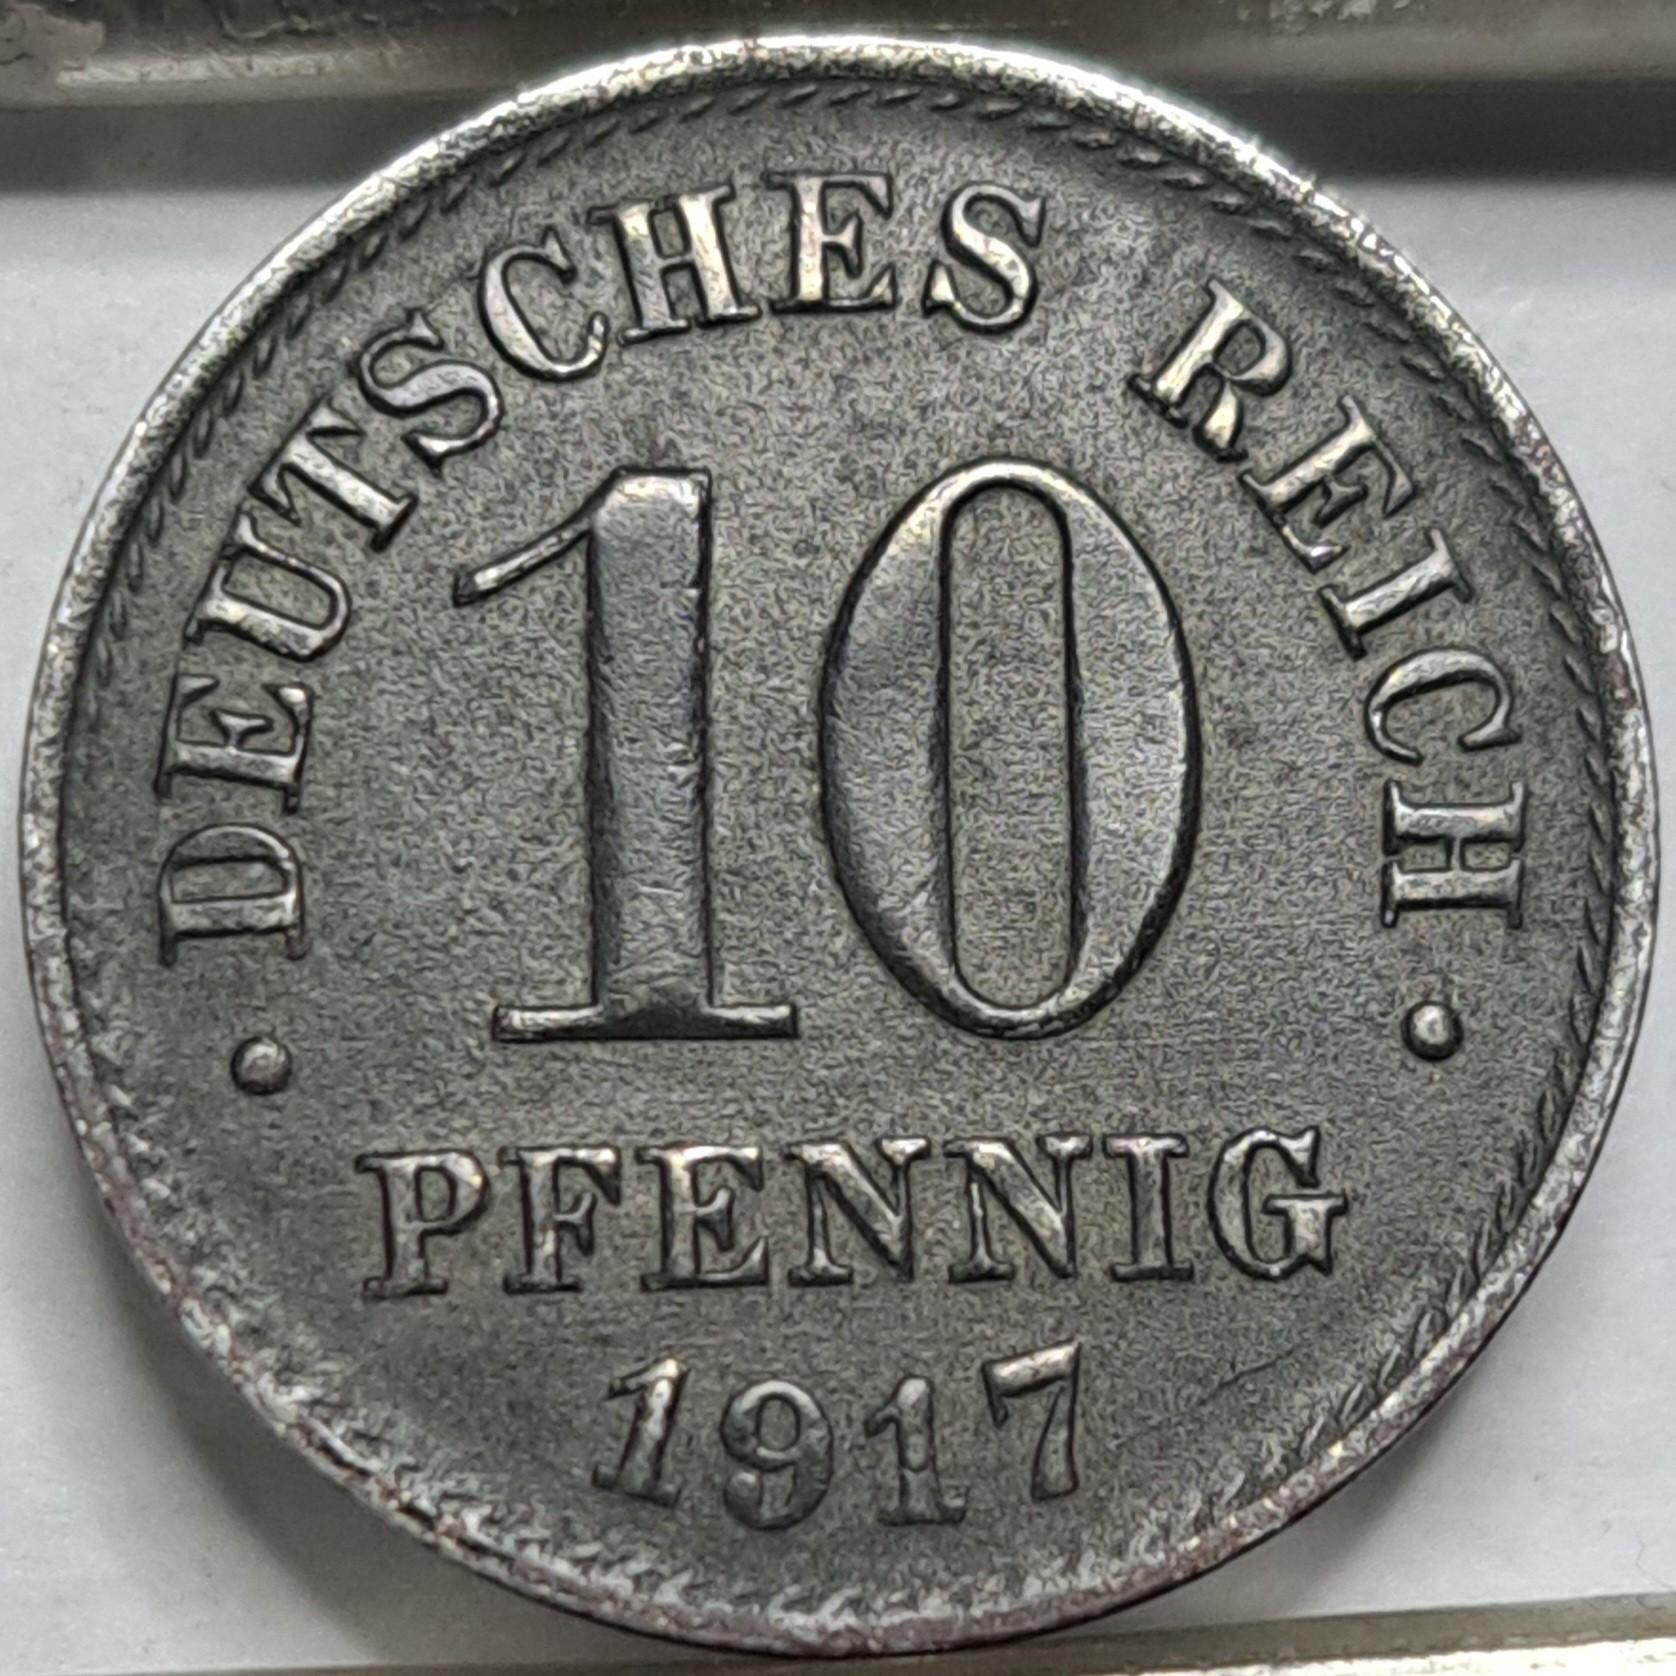 DEUTSCHES REICH
10
• PFENNIG •
1917